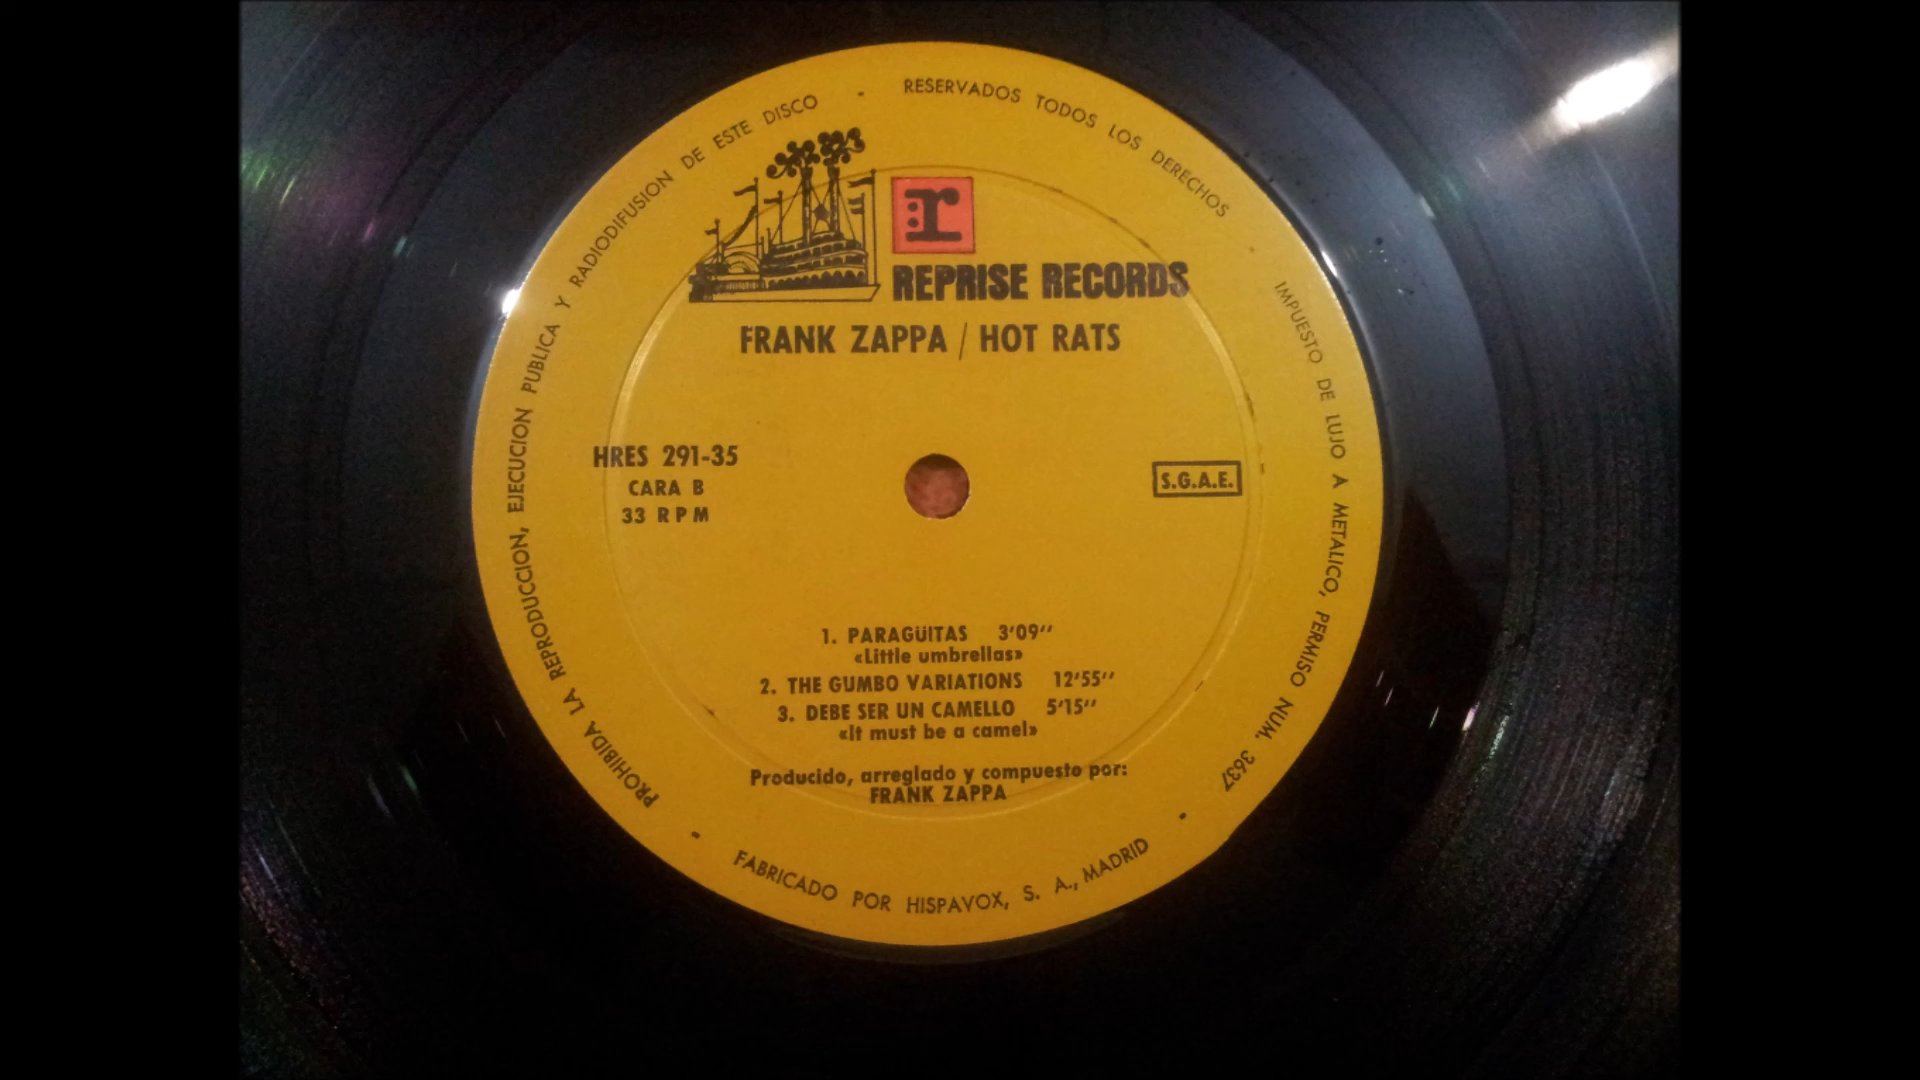 PROHIBIDA LA REPRODUCCION, EJECUCION PUBLICA Y RADIODIFUSION DE ESTE DISCO
RESERVADOS TODOS LOS DERECHOS
IMPUESTO DE LUJO A METALICO, PERMISO NUM. 3637
r
REPRISE RECORDS
FRANK ZAPPA / HOT RATS
HRES 291-35
CARA B
33 RPM
S.G.A.E.
1. PARAGÜITAS 3'09''
«Little umbrellas»
2. THE GUMBO VARIATIONS 12'55''
3. DEBE SER UN CAMELLO 5'15''
«It must be a camel»
Producido, arreglado y compuesto por:
FRANK ZAPPA
FABRICADO POR HISPAVOX, S. A., MADRID